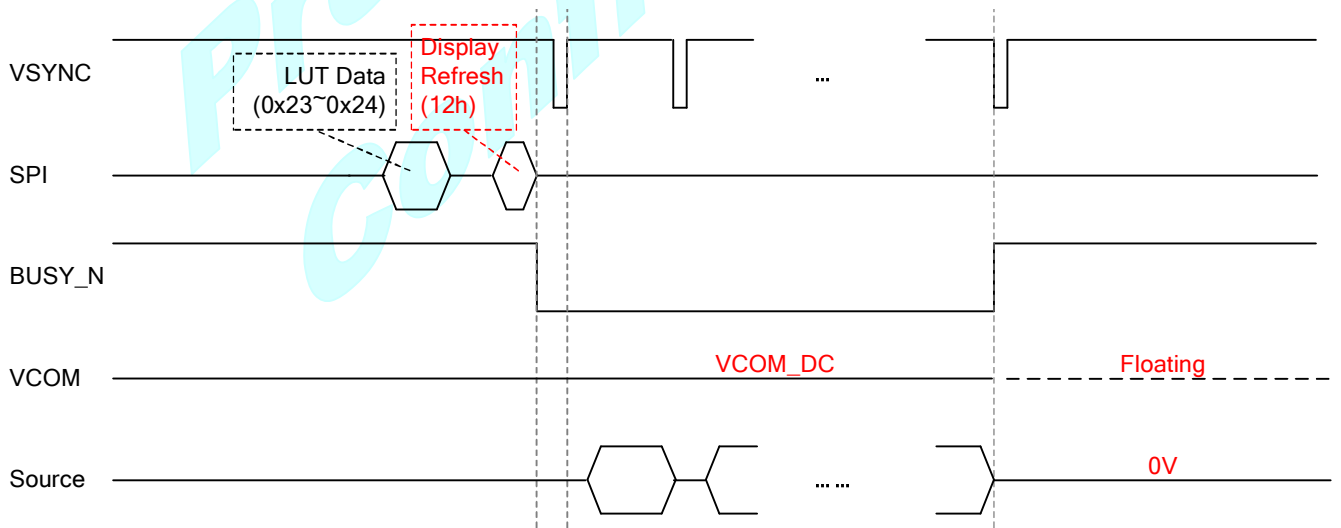 VSYNC
LUT Data
(0x23~0x24)
Display
Refresh
(12h)
...
SPI
BUSY_N
VCOM
VCOM_DC
Floating
Source
... ...
0V